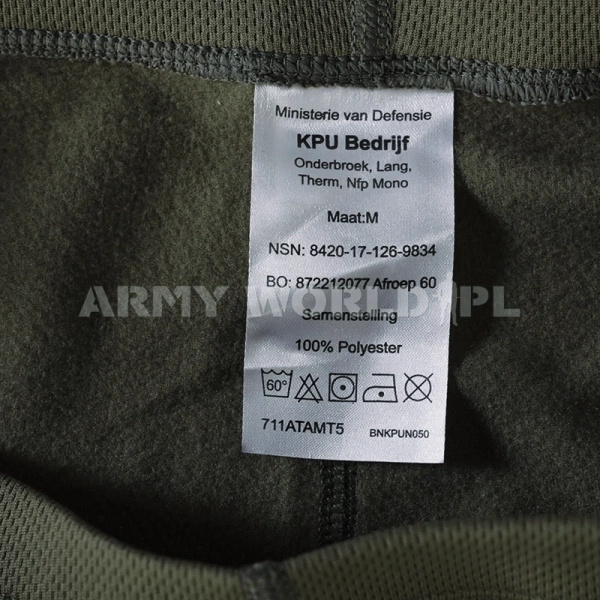 Ministerie van Defensie
KPU Bedrijf
Onderbroek, Lang,
Therm, Nfp Mono
Maat:M
NSN: 8420-17-126-9834
BO: 872212077 Afroep 60
ARMY WORLD PL
Samenstelling
100% Polyester
60°
711ATAMT5 BNKPUN050